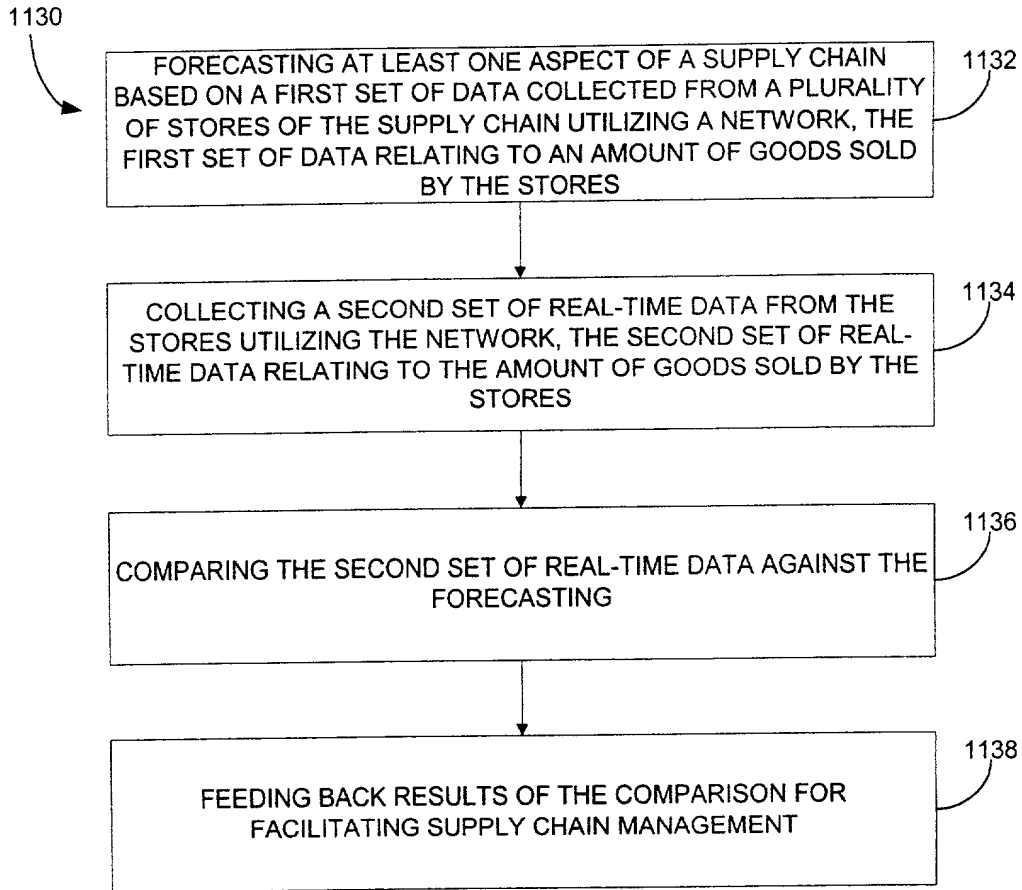 1130
FORECASTING AT LEAST ONE ASPECT OF A SUPPLY CHAIN
BASED ON A FIRST SET OF DATA COLLECTED FROM A PLURALITY
OF STORES OF THE SUPPLY CHAIN UTILIZING A NETWORK, THE
FIRST SET OF DATA RELATING TO AN AMOUNT OF GOODS SOLD
BY THE STORES
1132
COLLECTING A SECOND SET OF REAL-TIME DATA FROM THE
STORES UTILIZING THE NETWORK, THE SECOND SET OF REAL-
TIME DATA RELATING TO THE AMOUNT OF GOODS SOLD BY THE
STORES
1134
COMPARING THE SECOND SET OF REAL-TIME DATA AGAINST THE
FORECASTING
1136
FEEDING BACK RESULTS OF THE COMPARISON FOR
FACILITATING SUPPLY CHAIN MANAGEMENT
1138